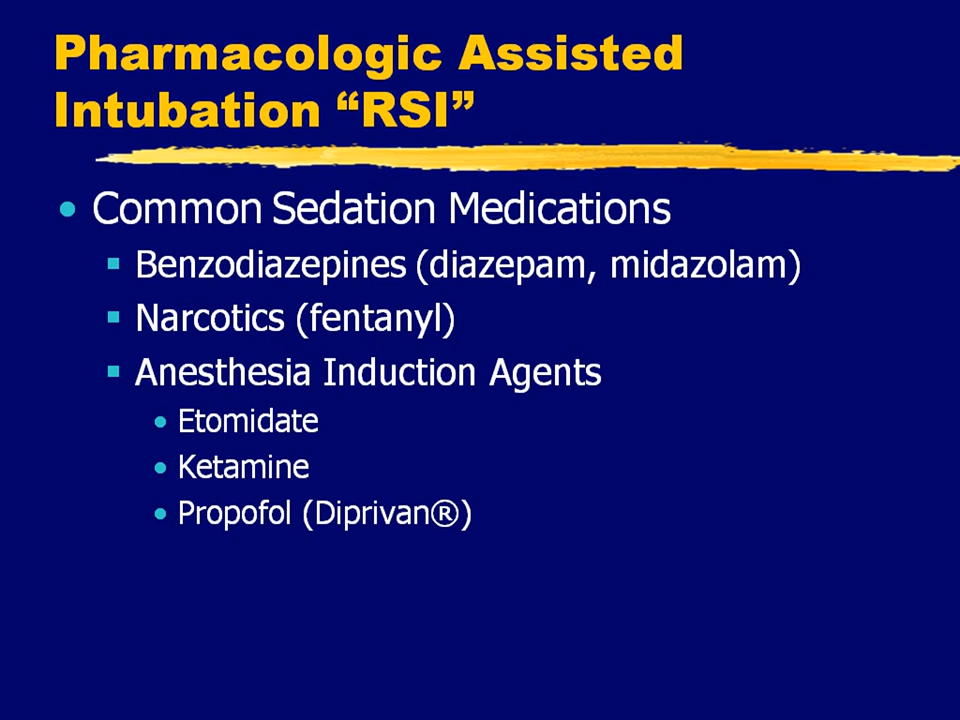 Pharmacologic Assisted
Intubation “RSI”
• Common Sedation Medications
▪ Benzodiazepines (diazepam, midazolam)
▪ Narcotics (fentanyl)
▪ Anesthesia Induction Agents
• Etomidate
• Ketamine
• Propofol (Diprivan®)